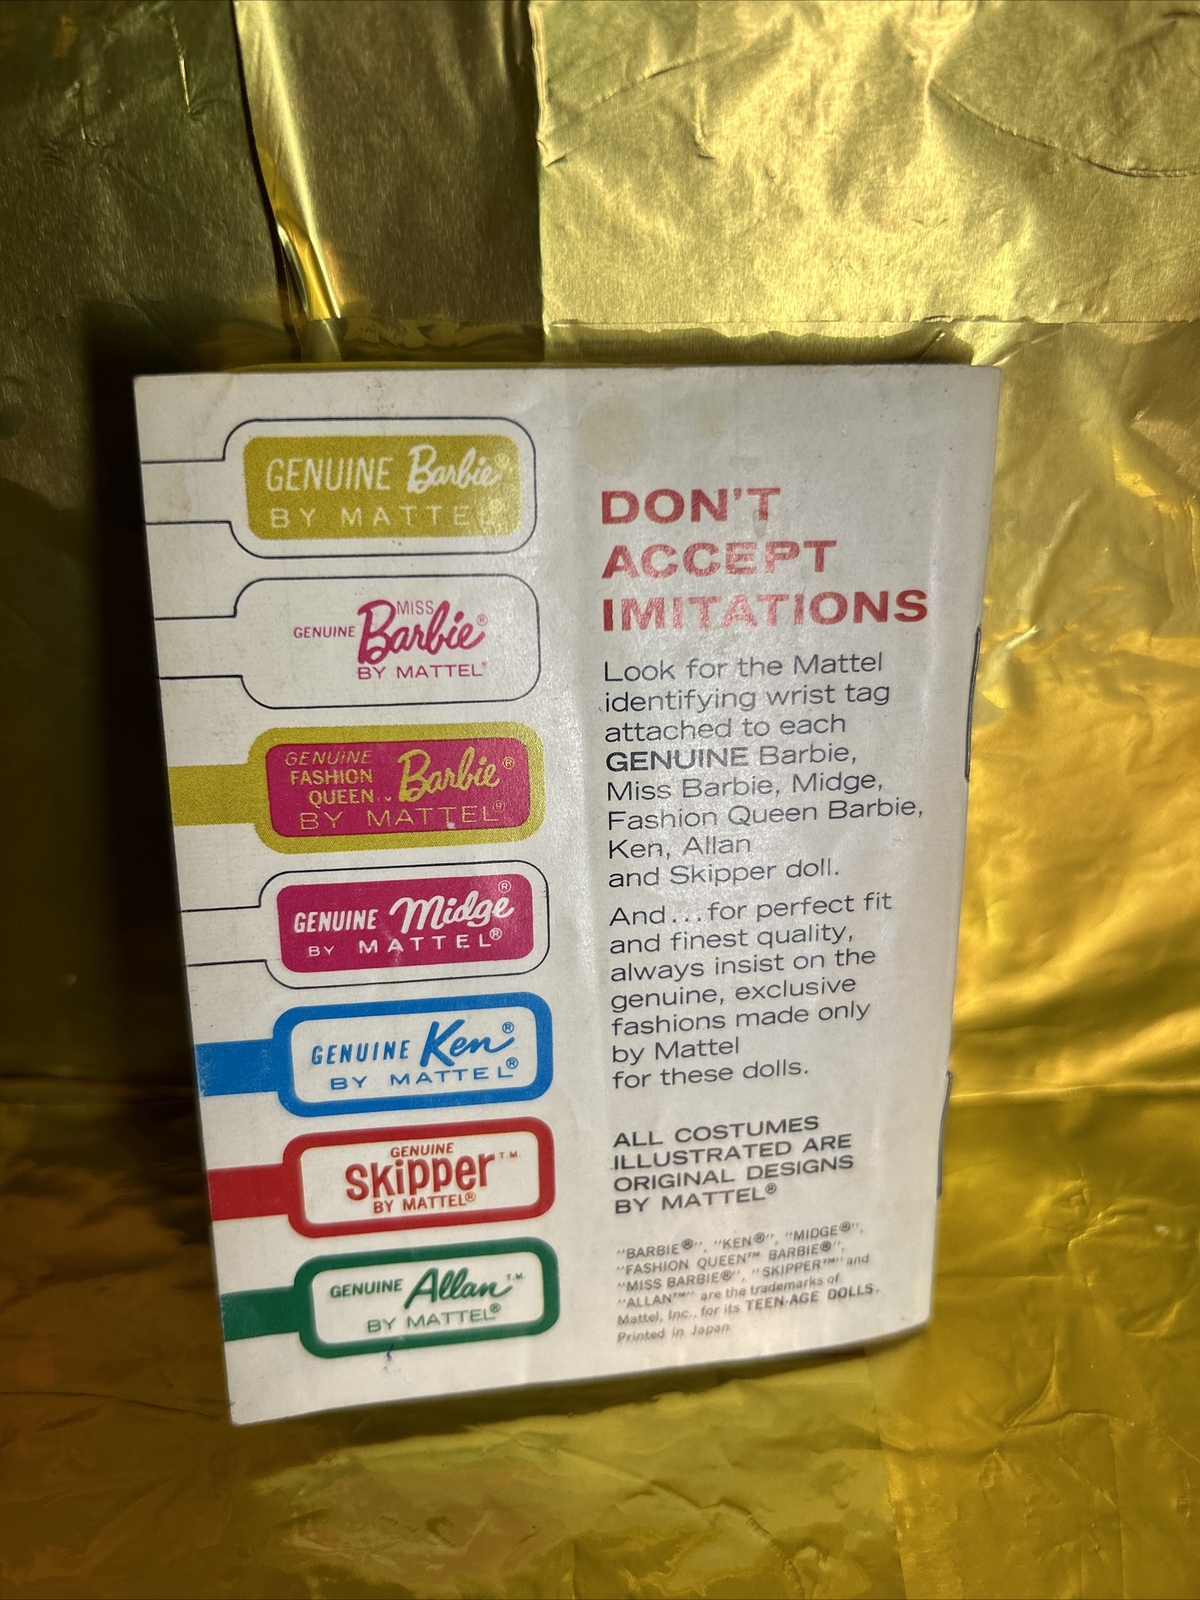 GENUINE Barbie®
BY MATTEL
MISS
GENUINE Barbie®
BY MATTEL®
GENUINE
FASHION
QUEEN.. Barbie®
BY MATTEL®
GENUINE Midge®
BY MATTEL®
GENUINE Ken®
BY MATTEL®
GENUINE
Skipper T.M.
BY MATTEL®
GENUINE Allan T.M.
BY MATTEL®
DON'T
ACCEPT
IMITATIONS
Look for the Mattel
identifying wrist tag
attached to each
GENUINE Barbie,
Miss Barbie, Midge,
Fashion Queen Barbie,
Ken, Allan
and Skipper doll.
And...for perfect fit
and finest quality,
always insist on the
genuine, exclusive
fashions made only
by Mattel
for these dolls.
ALL COSTUMES
ILLUSTRATED ARE
ORIGINAL DESIGNS
BY MATTEL®
"BARBIE®", "KEN®", "MIDGE®",
"FASHION QUEEN™ BARBIE®",
"MISS BARBIE®", "SKIPPER™" and
"ALLAN™" are the trademarks of
Mattel, Inc., for its TEEN-AGE DOLLS.
Printed in Japan